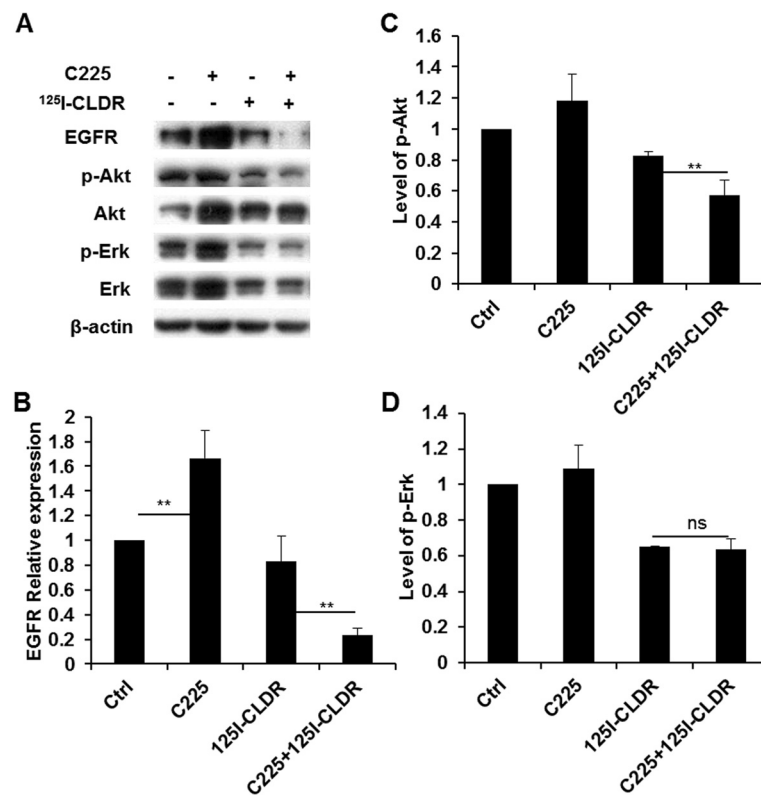 A
C225 - + - +
¹²⁵I-CLDR - - + +
EGFR
p-Akt
Akt
p-Erk
Erk
β-actin
B
EGFR Relative expression
2
1.8
1.6
1.4
1.2
1
0.8
0.6
0.4
0.2
0
**
**
Ctrl
C225
125I-CLDR
C225+125I-CLDR
C
Level of p-Akt
1.6
1.4
1.2
1
0.8
0.6
0.4
0.2
0
**
Ctrl
C225
125I-CLDR
C225+125I-CLDR
D
Level of p-Erk
1.4
1.2
1
0.8
0.6
0.4
0.2
0
ns
Ctrl
C225
125I-CLDR
C225+125I-CLDR